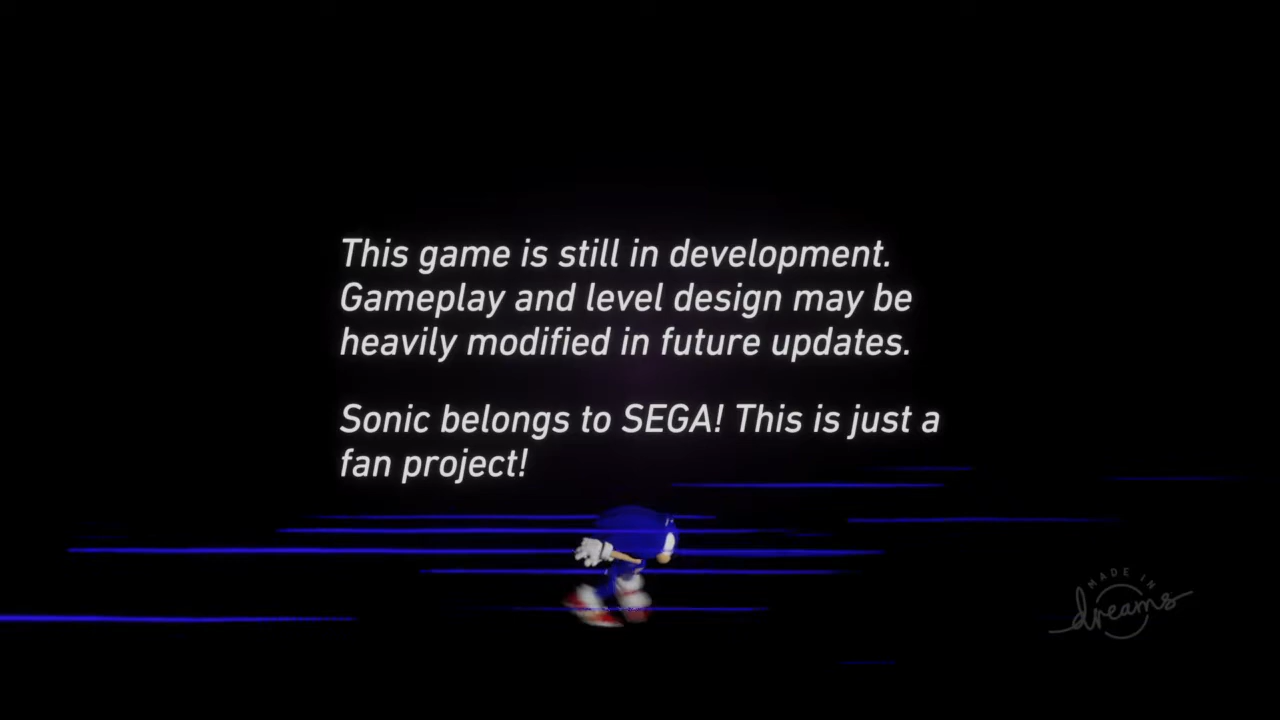 This game is still in development.
Gameplay and level design may be
heavily modified in future updates.
Sonic belongs to SEGA! This is just a
fan project!
MADE IN
dreams